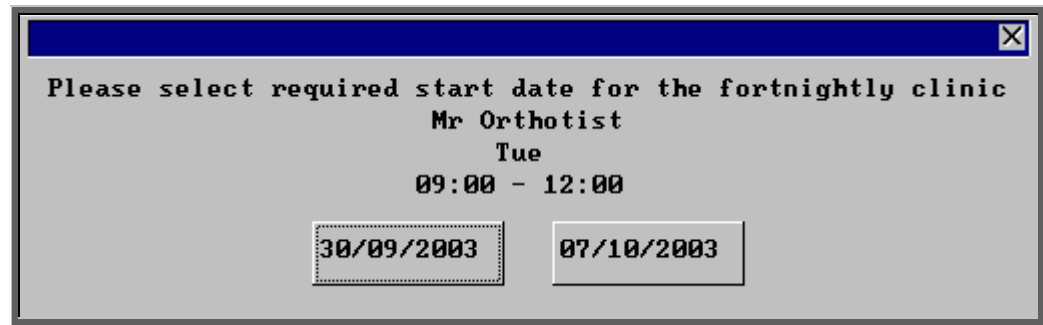 Please select required start date for the fortnightly clinic
Mr Orthotist
Tue
09:00 - 12:00
30/09/2003 07/10/2003